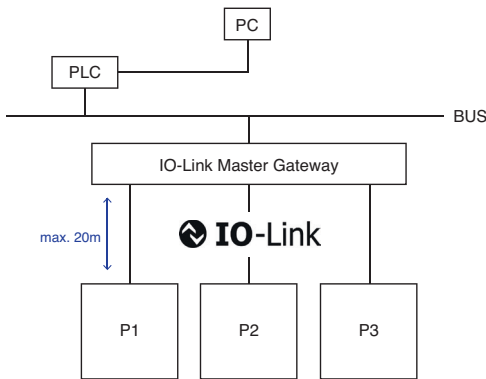 PC
PLC
BUS
IO-Link Master Gateway
max. 20m
IO-Link
P1
P2
P3